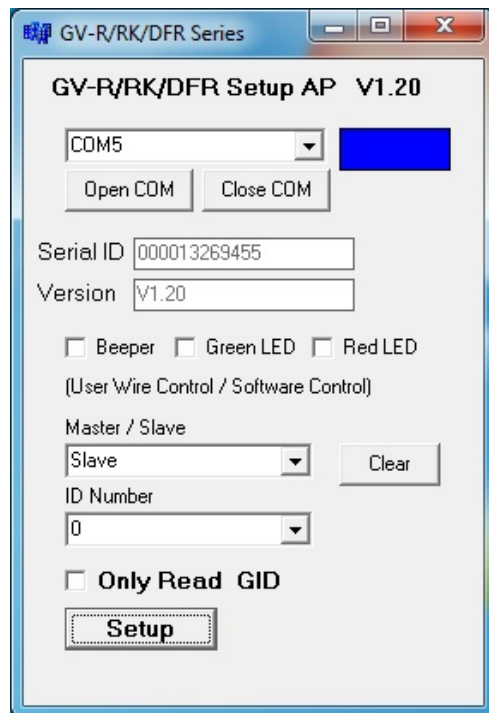 GV-R/RK/DFR Series
GV-R/RK/DFR Setup AP V1.20
COM5
Open COM Close COM
Serial ID 000013269455
Version V1.20
Beeper Green LED Red LED
(User Wire Control / Software Control)
Master / Slave
Slave Clear
ID Number
0
Only Read GID
Setup